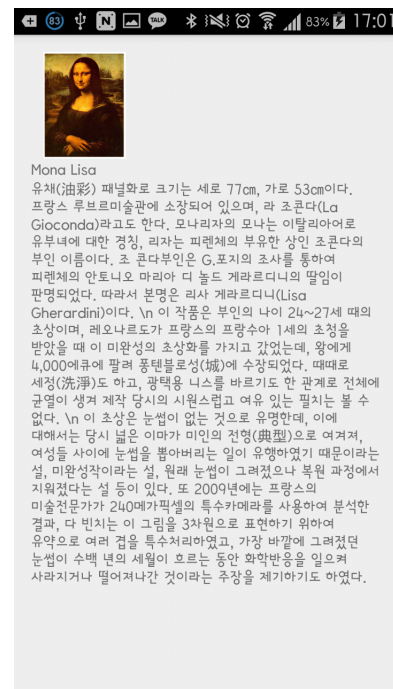 83 N TALK 83% 17:01
Mona Lisa
유채(油彩) 패널화로 크기는 세로 77㎝, 가로 53㎝이다.
프랑스 루브르미술관에 소장되어 있으며, 라 조콘다(La
Gioconda)라고도 한다. 모나리자의 모나는 이탈리아어로
유부녀에 대한 경칭, 리자는 피렌체의 부유한 상인 조콘다의
부인 이름이다. 조 콘다부인은 G.포지의 조사를 통하여
피렌체의 안토니오 마리아 디 놀드 게라르디니의 딸임이
판명되었다. 따라서 본명은 리사 게라르디니(Lisa
Gherardini)이다. \n 이 작품은 부인의 나이 24~27세 때의
초상이며, 레오나르도가 프랑스의 프랑수아 1세의 초청을
받았을 때 이 미완성의 초상화를 가지고 갔었는데, 왕에게
4,000에큐에 팔려 퐁텐블로성(城)에 수장되었다. 때때로
세정(洗淨)도 하고, 광택용 니스를 바르기도 한 관계로 전체에
균열이 생겨 제작 당시의 시원스럽고 여유 있는 필치는 볼 수
없다. \n 이 초상은 눈썹이 없는 것으로 유명한데, 이에
대해서는 당시 넓은 이마가 미인의 전형(典型)으로 여겨져,
여성들 사이에 눈썹을 뽑아버리는 일이 유행하였기 때문이라는
설, 미완성작이라는 설, 원래 눈썹이 그려졌으나 복원 과정에서
지워졌다는 설 등이 있다. 또 2009년에는 프랑스의
미술전문가가 240메가픽셀의 특수카메라를 사용하여 분석한
결과, 다 빈치는 이 그림을 3차원으로 표현하기 위하여
유약으로 여러 겹을 특수처리하였고, 가장 바깥에 그려졌던
눈썹이 수백 년의 세월이 흐르는 동안 화학반응을 일으켜
사라지거나 떨어져나간 것이라는 주장을 제기하기도 하였다.